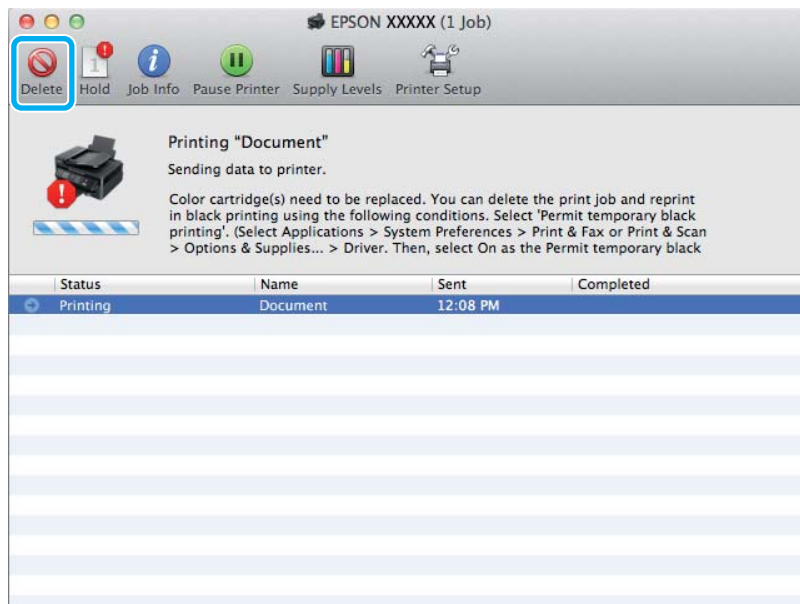 EPSON XXXXX (1 Job)
Delete Hold Job Info Pause Printer Supply Levels Printer Setup
Printing “Document”
Sending data to printer.
Color cartridge(s) need to be replaced. You can delete the print job and reprint
in black printing using the following conditions. Select 'Permit temporary black
printing'. (Select Applications > System Preferences > Print & Fax or Print & Scan
> Options & Supplies... > Driver. Then, select On as the Permit temporary black
Status Name Sent Completed
Printing Document 12:08 PM